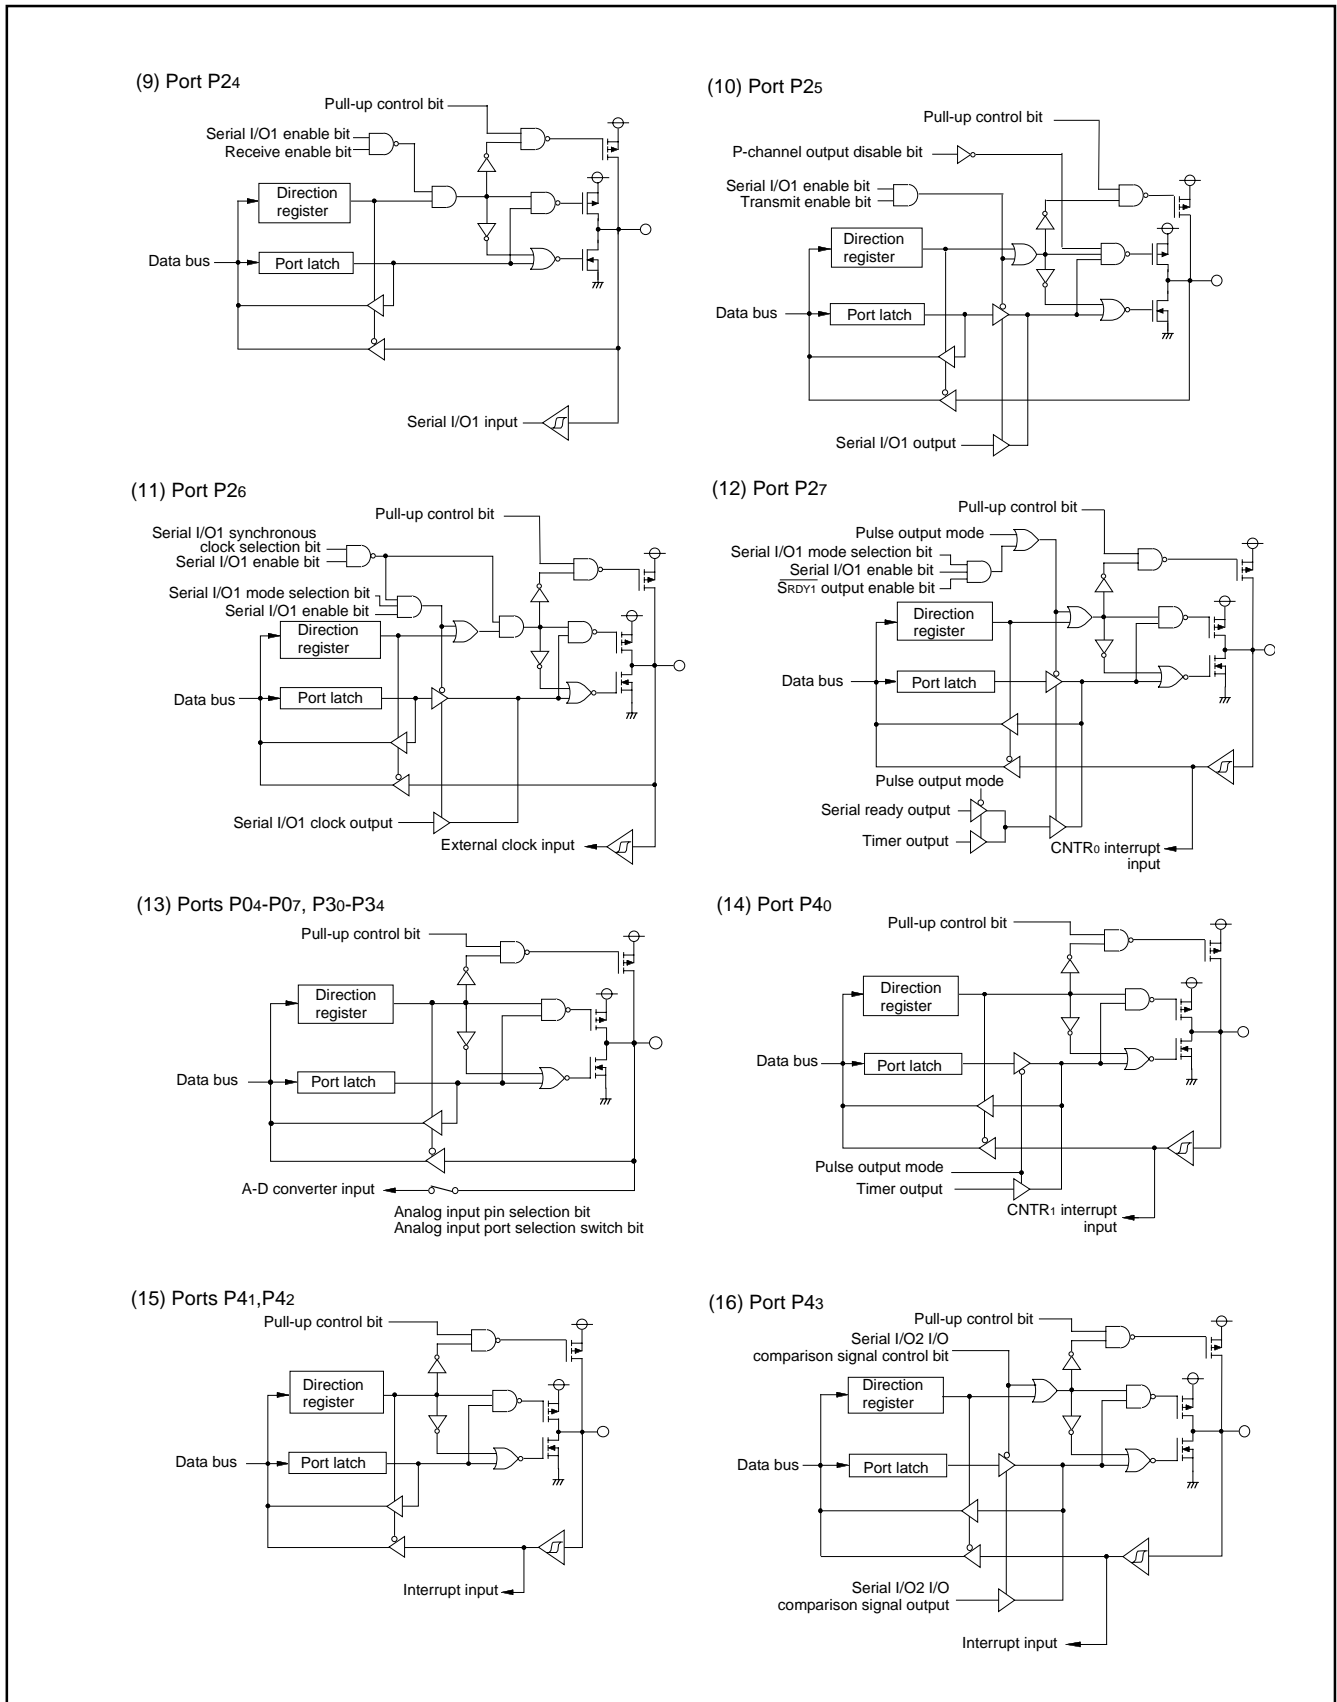 (9) Port P24
Pull-up control bit
Serial I/O1 enable bit
Receive enable bit
Direction
register
Data bus
Port latch
Serial I/O1 input
(10) Port P25
Pull-up control bit
P-channel output disable bit
Serial I/O1 enable bit
Transmit enable bit
Direction
register
Data bus
Port latch
Serial I/O1 output
(11) Port P26
Pull-up control bit
Serial I/O1 synchronous
clock selection bit
Serial I/O1 enable bit
Serial I/O1 mode selection bit
Serial I/O1 enable bit
Direction
register
Data bus
Port latch
Serial I/O1 clock output
External clock input
(12) Port P27
Pull-up control bit
Pulse output mode
Serial I/O1 mode selection bit
Serial I/O1 enable bit
SRDY1 output enable bit
Direction
register
Data bus
Port latch
Pulse output mode
Serial ready output
Timer output
CNTR0 interrupt
input
(13) Ports P04-P07, P30-P34
Pull-up control bit
Direction
register
Data bus
Port latch
A-D converter input
Analog input pin selection bit
Analog input port selection switch bit
(14) Port P40
Pull-up control bit
Direction
register
Data bus
Port latch
Pulse output mode
Timer output
CNTR1 interrupt
input
(15) Ports P41,P42
Pull-up control bit
Direction
register
Data bus
Port latch
Interrupt input
(16) Port P43
Pull-up control bit
Serial I/O2 I/O
comparison signal control bit
Direction
register
Data bus
Port latch
Serial I/O2 I/O
comparison signal output
Interrupt input